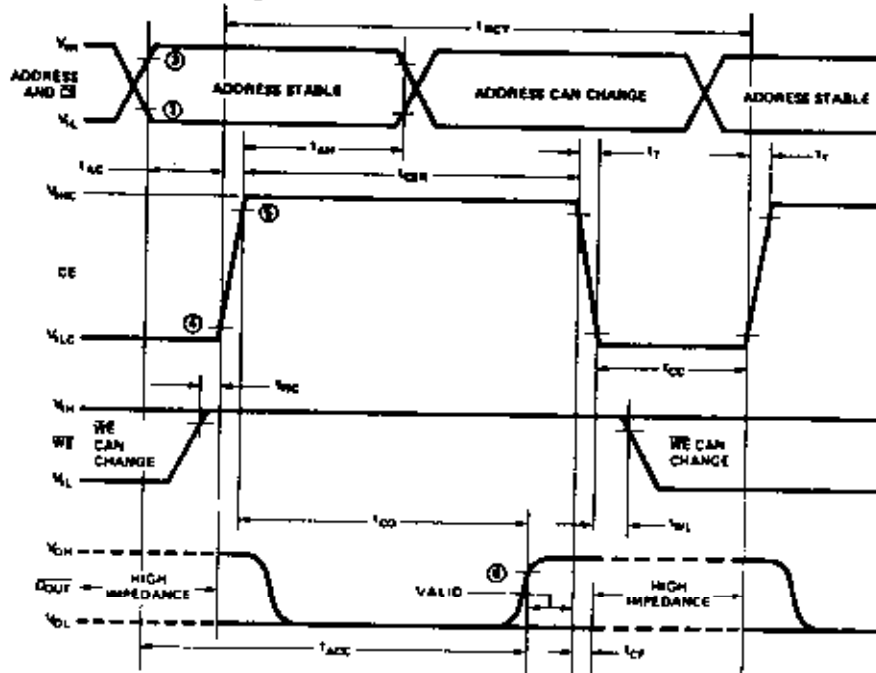 tRCY
VIH
ADDRESS AND CS
VIL
③
①
ADDRESS STABLE
ADDRESS CAN CHANGE
ADDRESS STABLE
tAH
tAC
tCER
tT
tT
VIHC
⑤
CE
④
VILC
tCC
VIH
WE
WE CAN CHANGE
VIL
WE CAN CHANGE
tWL
tCO
VOH
DOUT
HIGH IMPEDANCE
VOL
VALID
⑥
HIGH IMPEDANCE
tACC
tCF